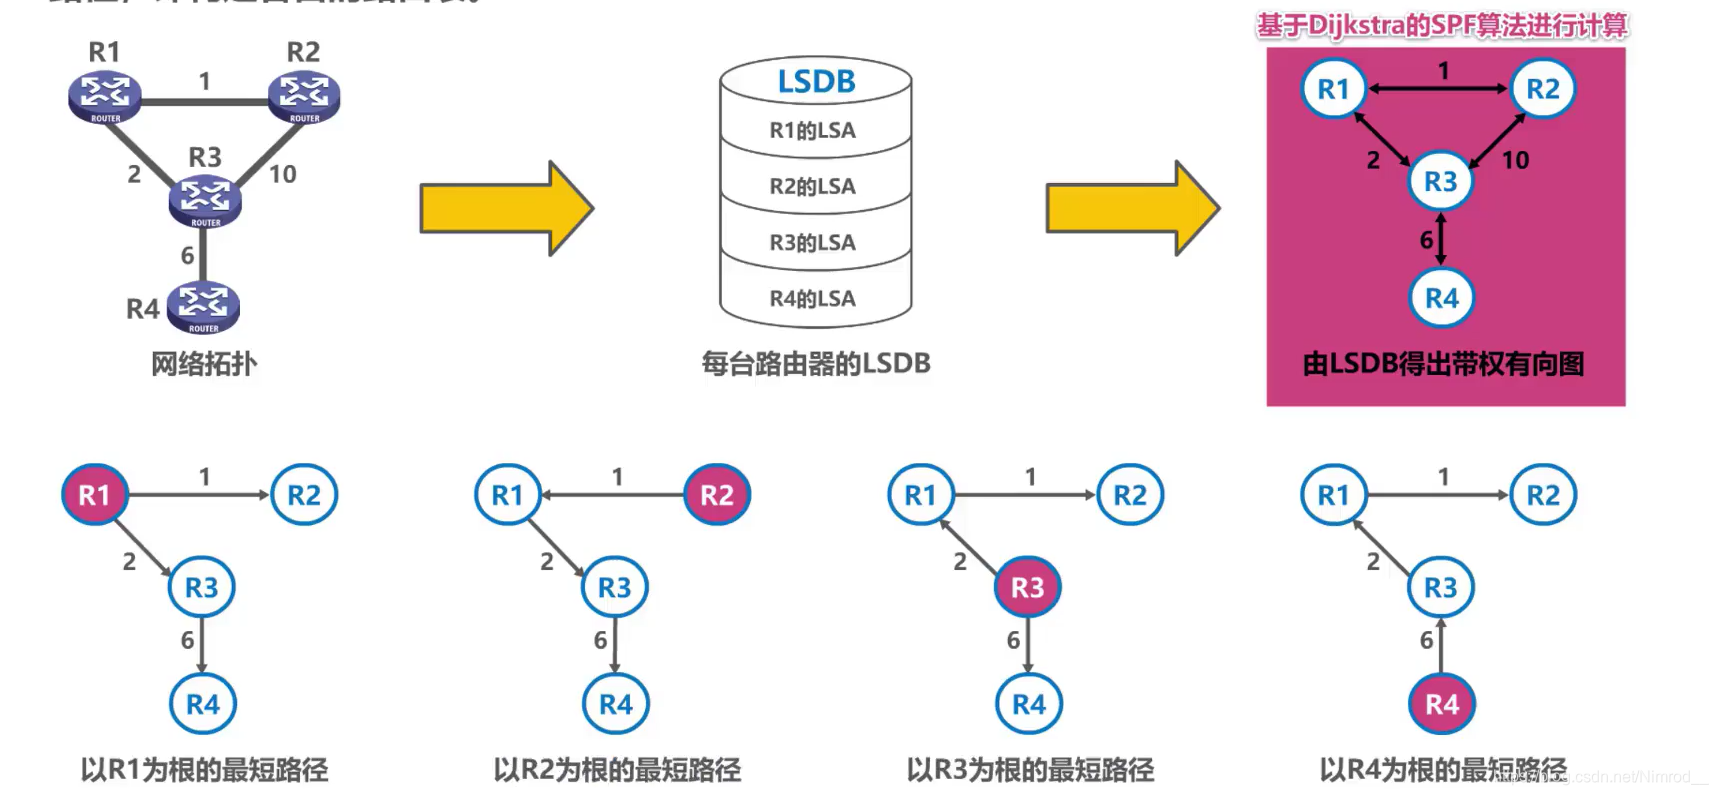 基于Dijkstra的SPF算法进行计算
R1
R2
1
R3
2
10
ROUTER
ROUTER
ROUTER
6
R4
ROUTER
网络拓扑
LSDB
R1的LSA
R2的LSA
R3的LSA
R4的LSA
每台路由器的LSDB
R1
1
R2
2
10
R3
6
R4
由LSDB得出带权有向图
R1
1
R2
2
R3
6
R4
以R1为根的最短路径
R1
1
R2
2
R3
6
R4
以R2为根的最短路径
R1
1
R2
2
R3
6
R4
以R3为根的最短路径
R1
1
R2
2
R3
6
R4
以R4为根的最短路径
https://blog.csdn.net/Nimrod__